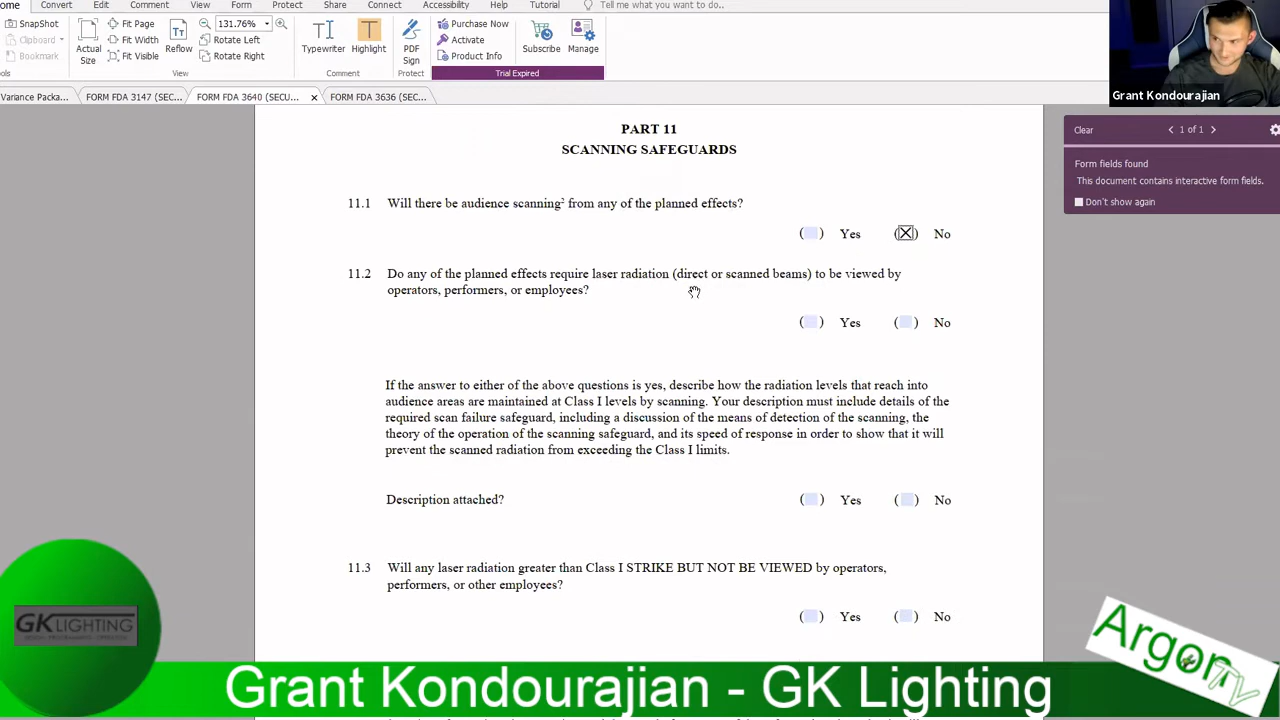 ome Convert Edit Comment View Form Protect Share Connect Accessibility Help Tutorial Tell me what you want to do...
SnapShot Fit Page 131.76% Purchase Now
Clipboard Actual Size Fit Width Reflow Rotate Left Typewriter Highlight PDF Sign Activate Subscribe Manage
Bookmark Fit Visible Rotate Right Product Info
ols View Comment Protect Trial Expired
Grant Kondourajian
Variance Packa... FORM FDA 3147 (SEC... FORM FDA 3640 (SECU... × FORM FDA 3636 (SEC...
Clear 1 of 1
Form fields found
This document contains interactive form fields.
Don't show again
PART 11
SCANNING SAFEGUARDS
11.1 Will there be audience scanning² from any of the planned effects?
( ) Yes (X) No
11.2 Do any of the planned effects require laser radiation (direct or scanned beams) to be viewed by
operators, performers, or employees?
( ) Yes ( ) No
If the answer to either of the above questions is yes, describe how the radiation levels that reach into
audience areas are maintained at Class I levels by scanning. Your description must include details of the
required scan failure safeguard, including a discussion of the means of detection of the scanning, the
theory of the operation of the scanning safeguard, and its speed of response in order to show that it will
prevent the scanned radiation from exceeding the Class I limits.
Description attached? ( ) Yes ( ) No
11.3 Will any laser radiation greater than Class I STRIKE BUT NOT BE VIEWED by operators,
performers, or other employees?
( ) Yes ( ) No
GK LIGHTING
Argon TV
Grant Kondourajian - GK Lighting